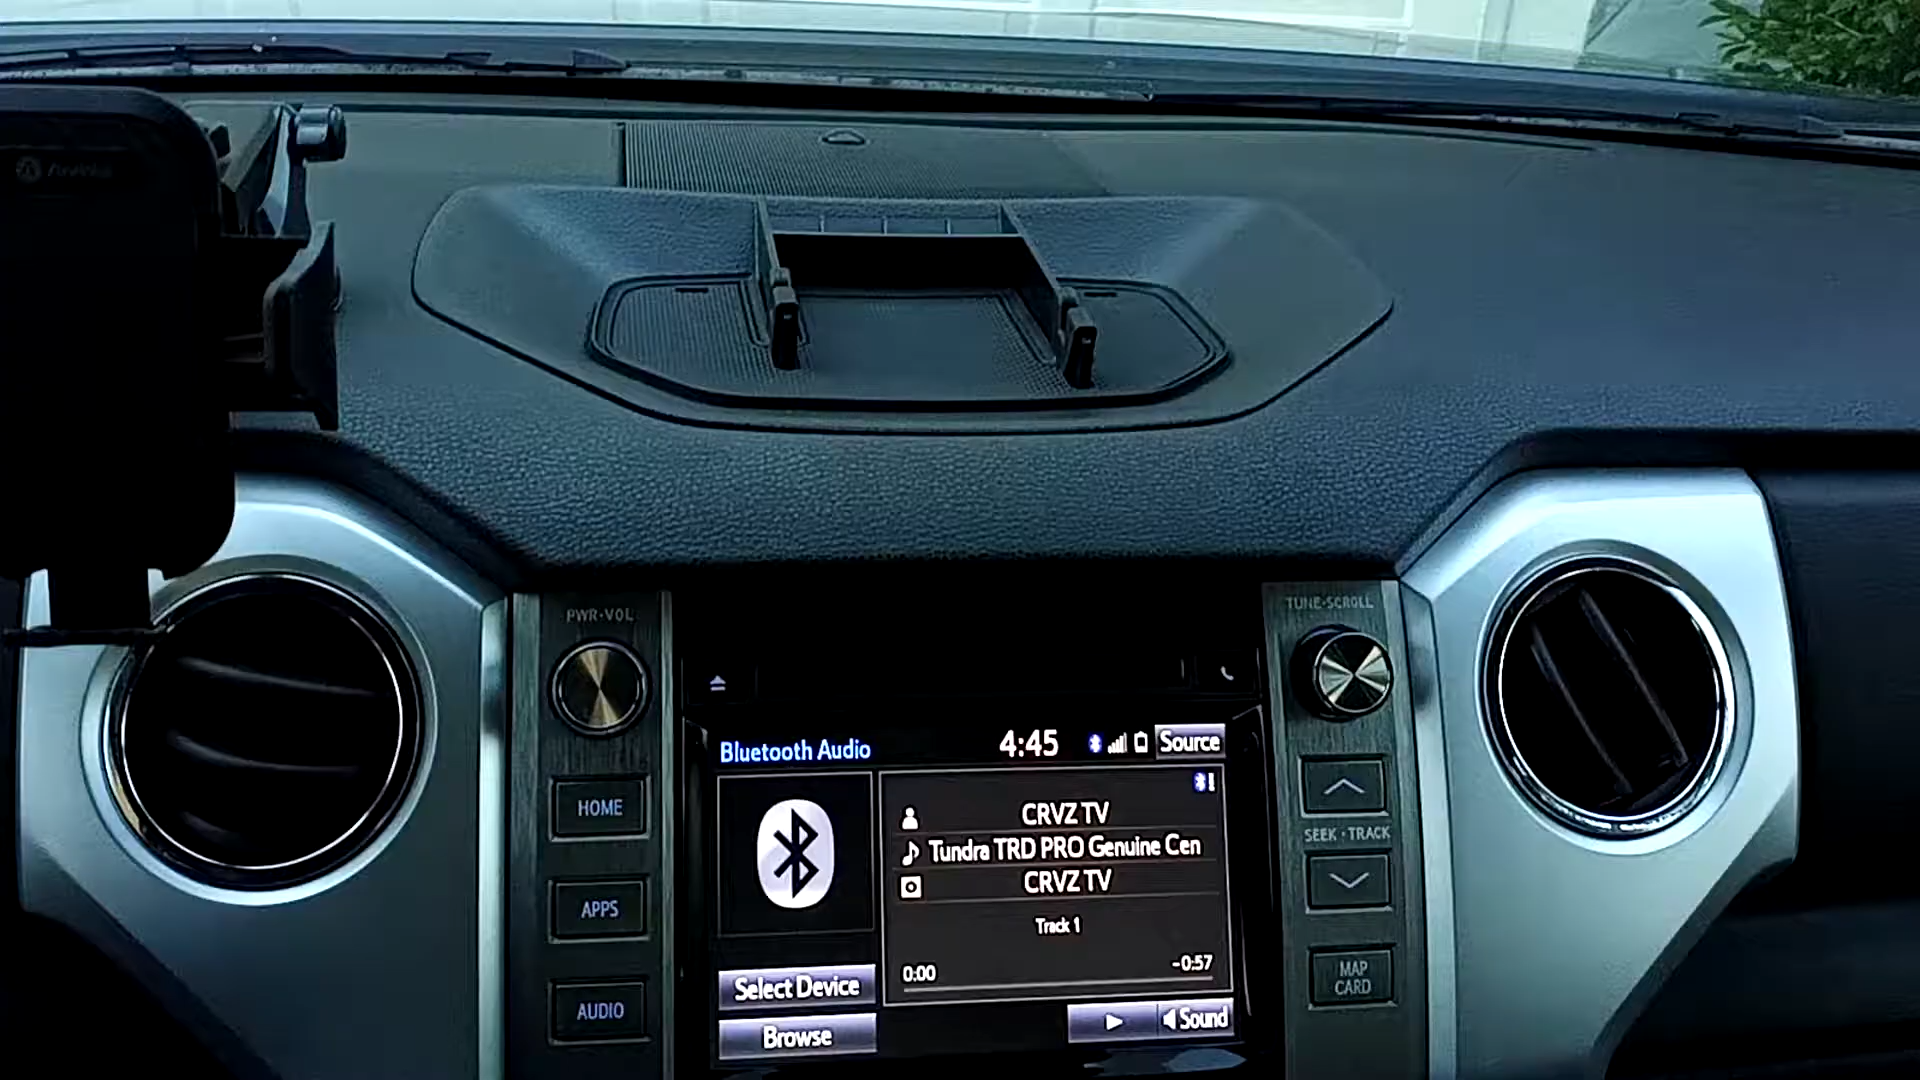 PWR•VOL
TUNE•SCROLL
Bluetooth Audio
4:45
Source
HOME
CRVZ TV
Tundra TRD PRO Genuine Cen
SEEK • TRACK
CRVZ TV
APPS
Track 1
0:00
-0:57
MAP
CARD
Select Device
AUDIO
Sound
Browse